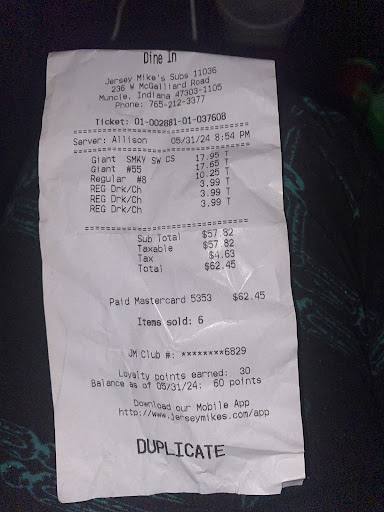 Dine In
Jersey Mike's Subs 11036
236 W McGalliard Road
Muncie, Indiana 47303-1105
Phone: 765-212-3377
Ticket: 01-002881-01-037608
==============================
Server: Allison 05/31/24 8:54 PM
==============================
Giant SMKY SW CS 17.95 T
Giant #55 17.65 T
Regular #8 10.25 T
REG Drk/Ch 3.99 T
REG Drk/Ch 3.99 T
REG Drk/Ch 3.99 T
==============================
Sub Total $57.82
Taxable $57.82
Tax $4.63
Total $62.45
Paid Mastercard 5353 $62.45
Items sold: 6
JM Club #: ********6829
Loyalty points earned: 30
Balance as of 05/31/24: 60 points
Download our Mobile App
http://www.jerseymikes.com/app
DUPLICATE